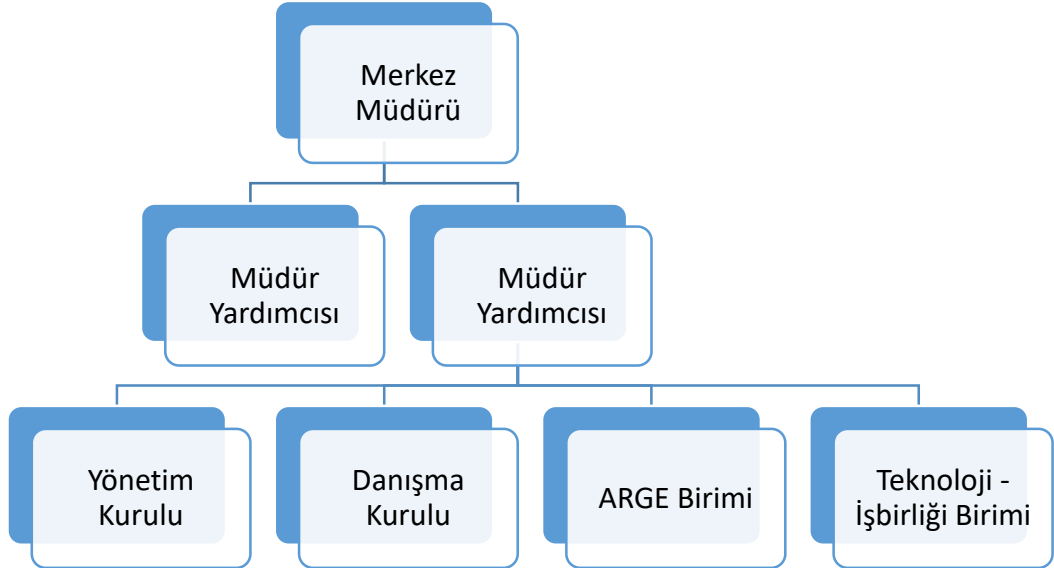 Merkez
Müdürü
Müdür
Yardımcısı
Müdür
Yardımcısı
Yönetim
Kurulu
Danışma
Kurulu
ARGE Birimi
Teknoloji -
İşbirliği Birimi